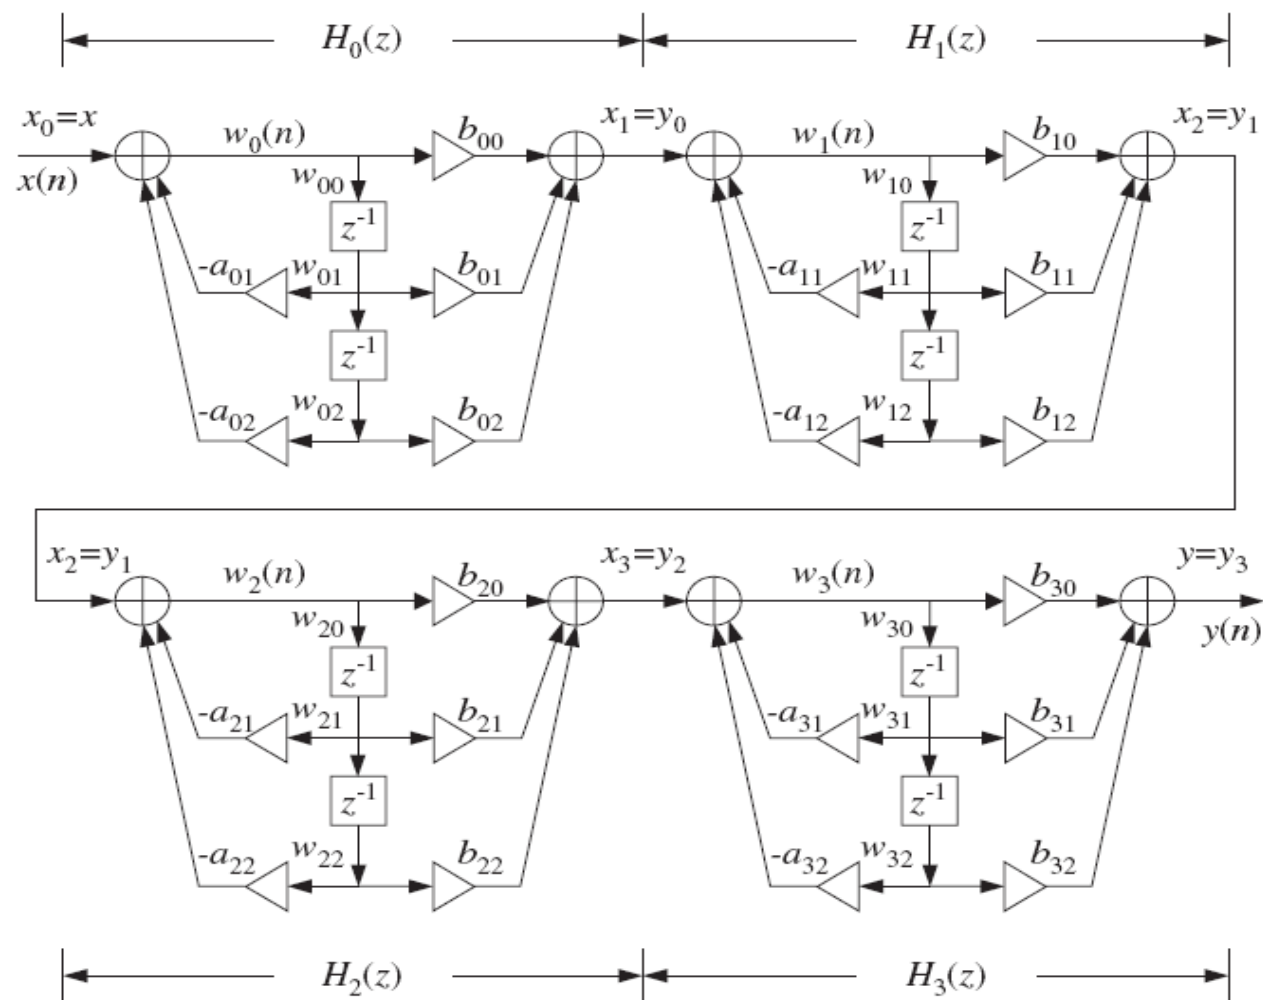 H₀(z) H₁(z)
x₀=x w₀(n) b₀₀ x₁=y₀ w₁(n) b₁₀ x₂=y₁
x(n) w₀₀ w₁₀
z⁻¹ z⁻¹
-a₀₁ w₀₁ b₀₁ -a₁₁ w₁₁ b₁₁
z⁻¹ z⁻¹
-a₀₂ w₀₂ b₀₂ -a₁₂ w₁₂ b₁₂
x₂=y₁ w₂(n) b₂₀ x₃=y₂ w₃(n) b₃₀ y=y₃
w₂₀ w₃₀ y(n)
z⁻¹ z⁻¹
-a₂₁ w₂₁ b₂₁ -a₃₁ w₃₁ b₃₁
z⁻¹ z⁻¹
-a₂₂ w₂₂ b₂₂ -a₃₂ w₃₂ b₃₂
H₂(z) H₃(z)